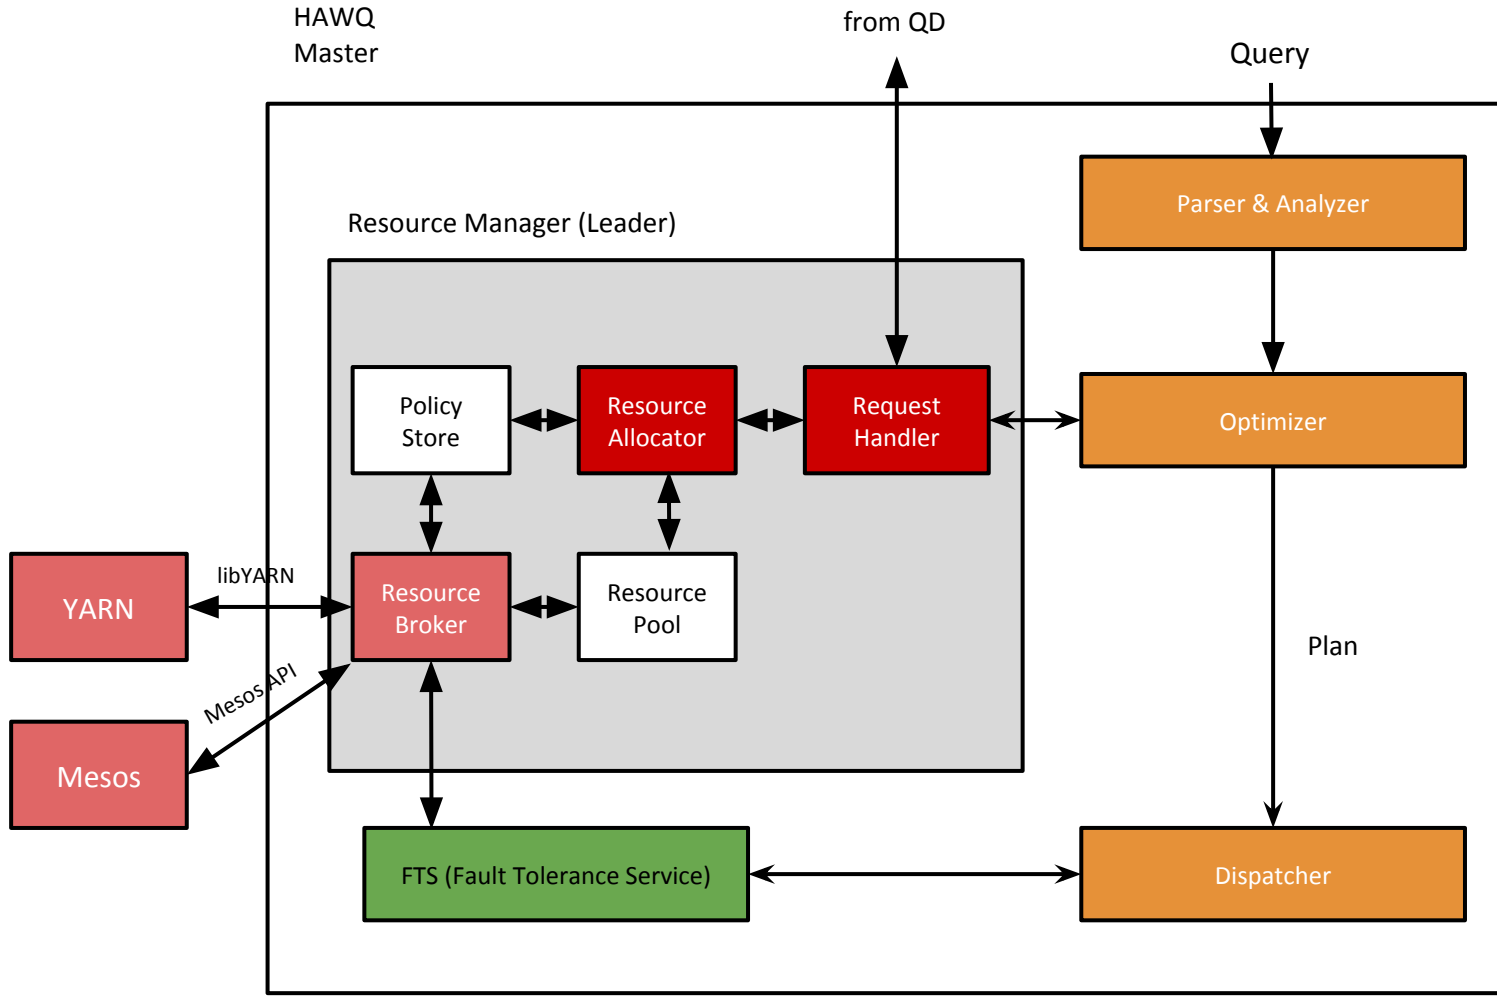 HAWQ
Master
from QD
Query
Parser & Analyzer
Resource Manager (Leader)
Policy
Store
Resource
Allocator
Request
Handler
Optimizer
YARN
libYARN
Resource
Broker
Resource
Pool
Plan
Mesos API
Mesos
FTS (Fault Tolerance Service)
Dispatcher